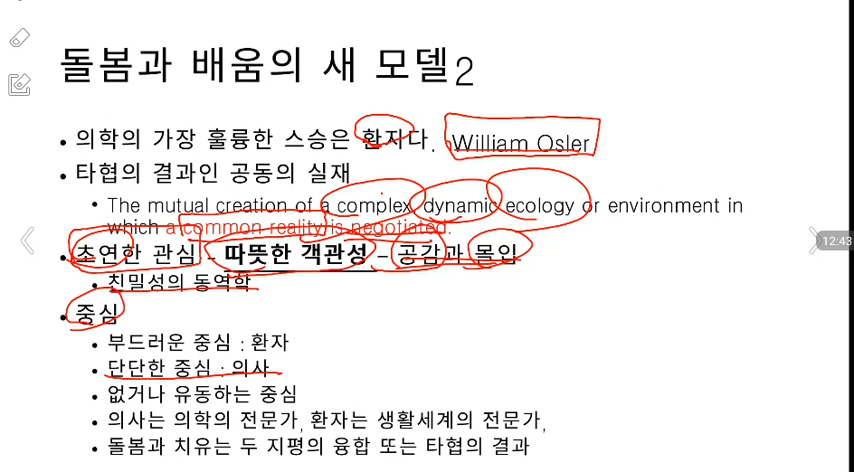 돌봄과 배움의 새 모델2
• 의학의 가장 훌륭한 스승은 환자다. William Osler
• 타협의 결과인 공동의 실재
• The mutual creation of a complex dynamic ecology or environment in
which a common reality is negotiated.
• 초연한 관심 - 따뜻한 객관성 – 공감과 몰입
• 친밀성의 동역학
• 중심
• 부드러운 중심 : 환자
• 단단한 중심 : 의사
• 없거나 유동하는 중심
• 의사는 의학의 전문가, 환자는 생활세계의 전문가,
• 돌봄과 치유는 두 지평의 융합 또는 타협의 결과
12:43